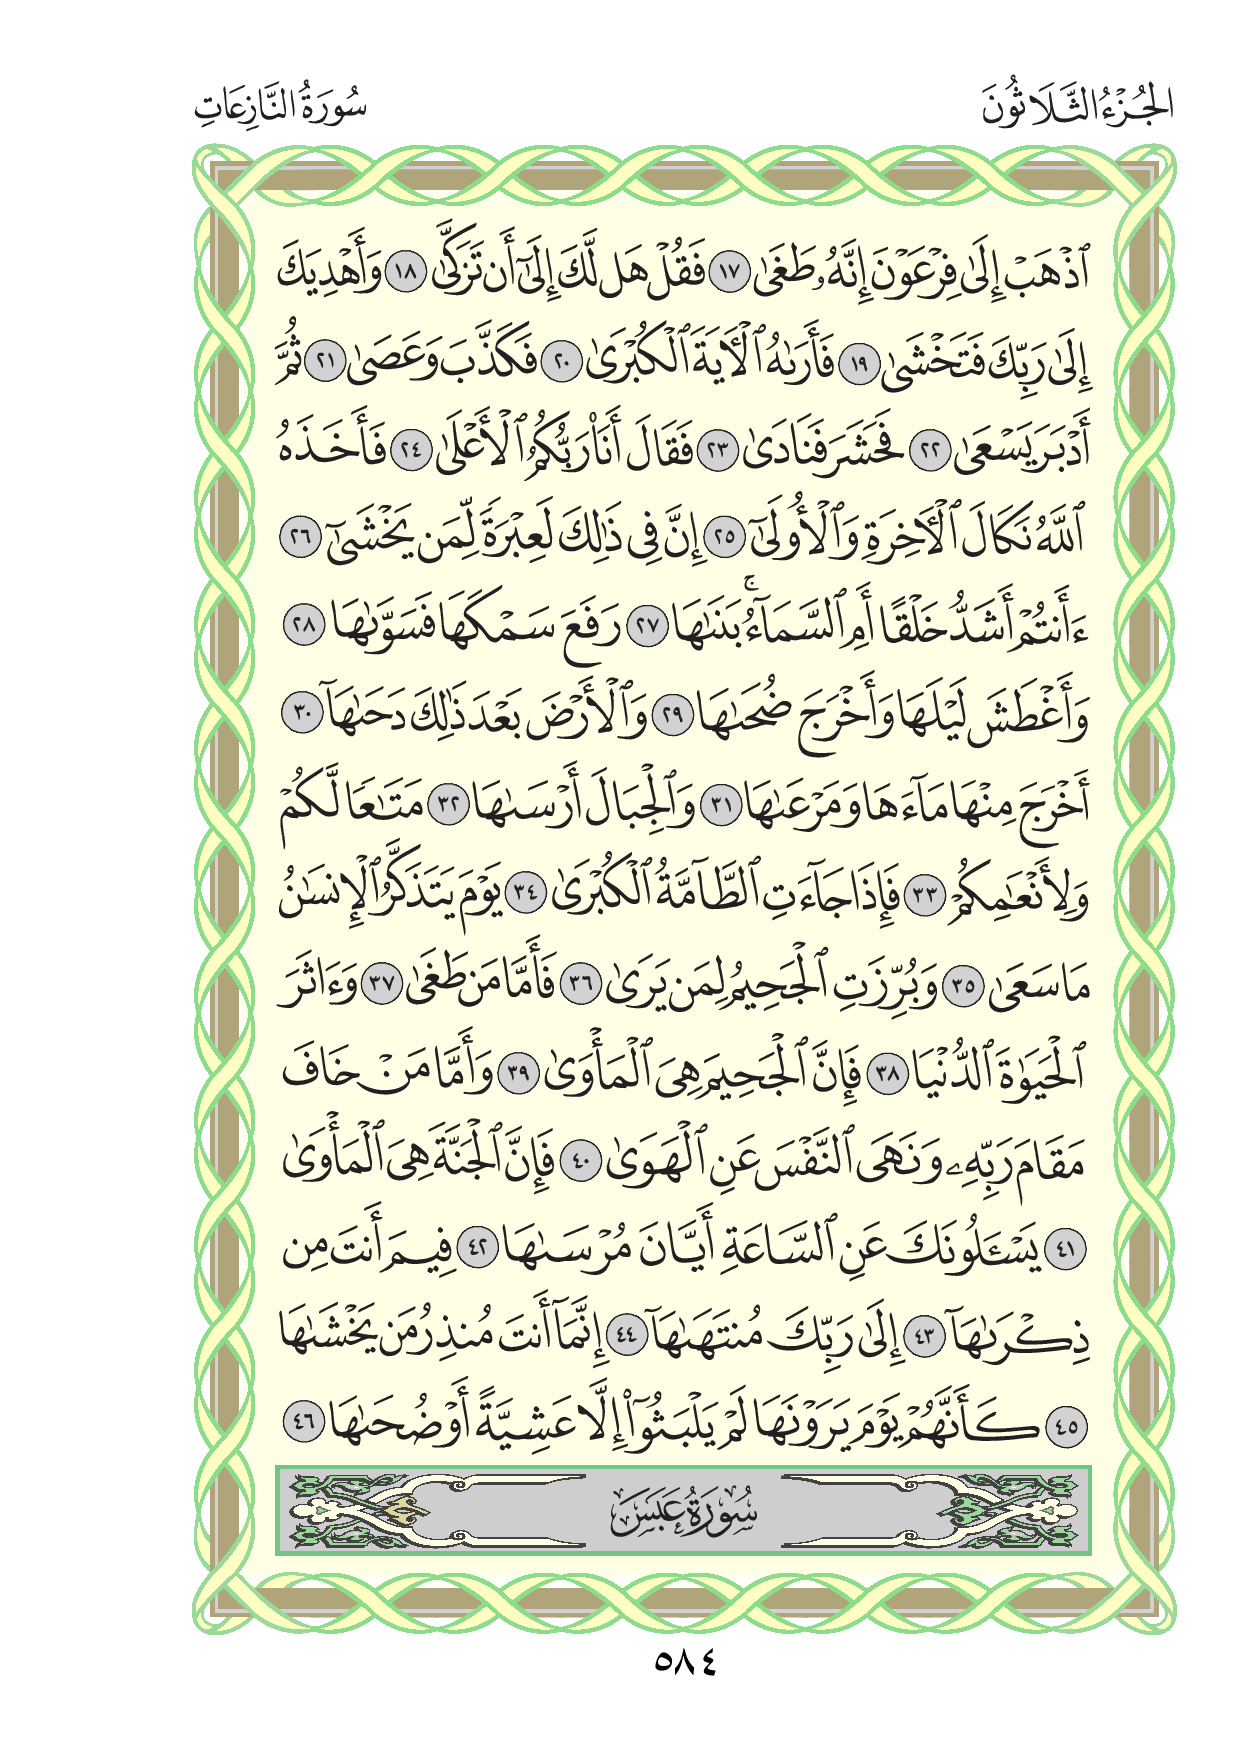 الجُزْءُ الثَّلَاثُونَ
سُورَةُ النَّازِعَاتِ
ٱذْهَبْ إِلَىٰ فِرْعَوْنَ إِنَّهُۥ طَغَىٰ ١٧ فَقُلْ هَل لَّكَ إِلَىٰٓ أَن تَزَكَّىٰ ١٨ وَأَهْدِيَكَ
إِلَىٰ رَبِّكَ فَتَخْشَىٰ ١٩ فَأَرَىٰهُ ٱلْـَٔايَةَ ٱلْكُبْرَىٰ ٢٠ فَكَذَّبَ وَعَصَىٰ ٢١ ثُمَّ
أَدْبَرَ يَسْعَىٰ ٢٢ فَحَشَرَ فَنَادَىٰ ٢٣ فَقَالَ أَنَا۠ رَبُّكُمُ ٱلْأَعْلَىٰ ٢٤ فَأَخَذَهُ
ٱللَّهُ نَكَالَ ٱلْـَٔاخِرَةِ وَٱلْأُولَىٰٓ ٢٥ إِنَّ فِى ذَٰلِكَ لَعِبْرَةً لِّمَن يَخْشَىٰٓ ٢٦
ءَأَنتُمْ أَشَدُّ خَلْقًا أَمِ ٱلسَّمَآءُ ۚ بَنَىٰهَا ٢٧ رَفَعَ سَمْكَهَا فَسَوَّىٰهَا ٢٨
وَأَغْطَشَ لَيْلَهَا وَأَخْرَجَ ضُحَىٰهَا ٢٩ وَٱلْأَرْضَ بَعْدَ ذَٰلِكَ دَحَىٰهَآ ٣٠
أَخْرَجَ مِنْهَا مَآءَهَا وَمَرْعَىٰهَا ٣١ وَٱلْجِبَالَ أَرْسَىٰهَا ٣٢ مَتَـٰعًا لَّكُمْ
وَلِأَنْعَـٰمِكُمْ ٣٣ فَإِذَا جَآءَتِ ٱلطَّآمَّةُ ٱلْكُبْرَىٰ ٣٤ يَوْمَ يَتَذَكَّرُ ٱلْإِنسَـٰنُ
مَا سَعَىٰ ٣٥ وَبُرِّزَتِ ٱلْجَحِيمُ لِمَن يَرَىٰ ٣٦ فَأَمَّا مَن طَغَىٰ ٣٧ وَءَاثَرَ
ٱلْحَيَوٰةَ ٱلدُّنْيَا ٣٨ فَإِنَّ ٱلْجَحِيمَ هِىَ ٱلْمَأْوَىٰ ٣٩ وَأَمَّا مَنْ خَافَ
مَقَامَ رَبِّهِۦ وَنَهَى ٱلنَّفْسَ عَنِ ٱلْهَوَىٰ ٤٠ فَإِنَّ ٱلْجَنَّةَ هِىَ ٱلْمَأْوَىٰ
٤١ يَسْـَٔلُونَكَ عَنِ ٱلسَّاعَةِ أَيَّانَ مُرْسَىٰهَا ٤٢ فِيمَ أَنتَ مِن
ذِكْرَىٰهَآ ٤٣ إِلَىٰ رَبِّكَ مُنتَهَىٰهَآ ٤٤ إِنَّمَآ أَنتَ مُنذِرُ مَن يَخْشَىٰهَا
٤٥ كَأَنَّهُمْ يَوْمَ يَرَوْنَهَا لَمْ يَلْبَثُوٓا۟ إِلَّا عَشِيَّةً أَوْ ضُحَىٰهَا ٤٦
سُورَةُ عَبَسَ
٥٨٤